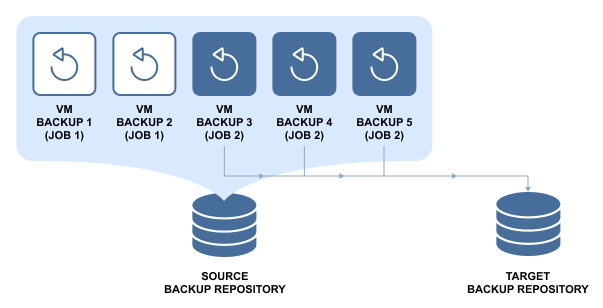 VM
BACKUP 1
(JOB 1)
VM
BACKUP 2
(JOB 1)
VM
BACKUP 3
(JOB 2)
VM
BACKUP 4
(JOB 2)
VM
BACKUP 5
(JOB 2)
SOURCE
BACKUP REPOSITORY
TARGET
BACKUP REPOSITORY